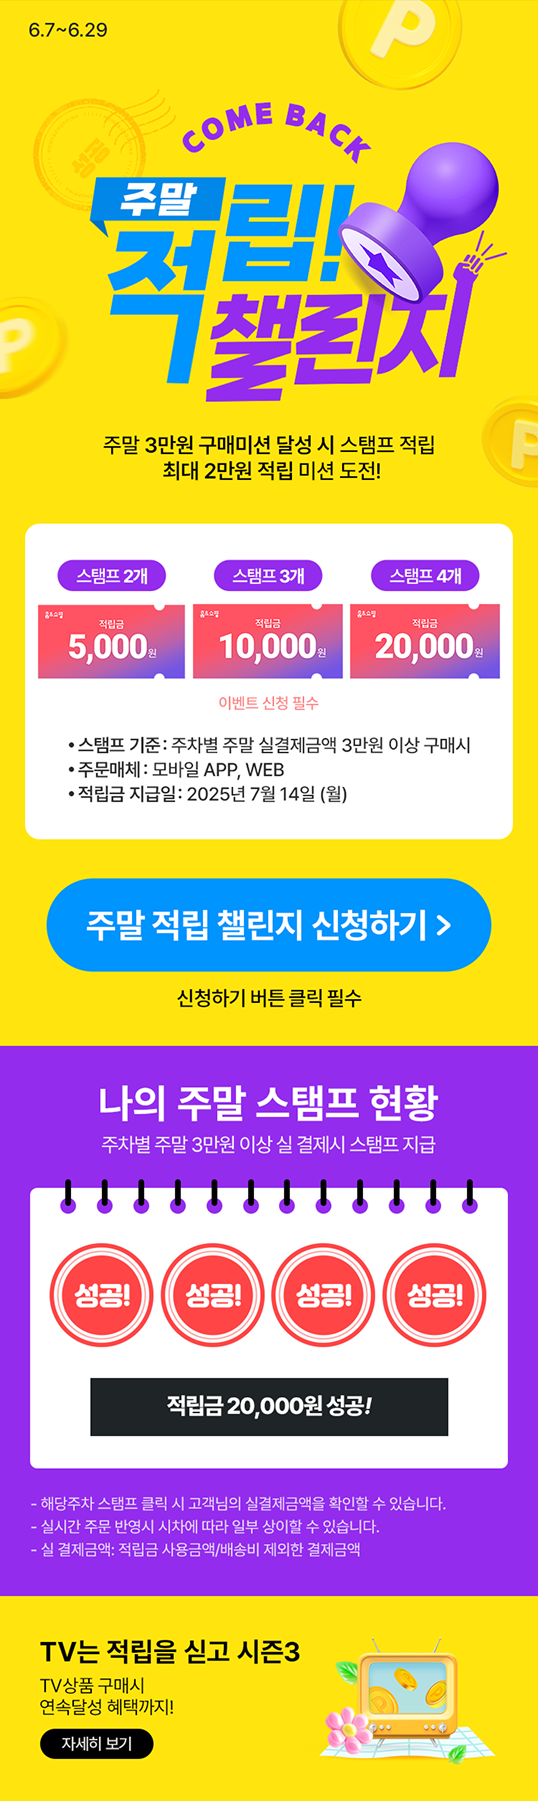 6.7~6.29
P
COME BACK
성공
주말
적립!
챌린지
P
P
주말 3만원 구매미션 달성 시 스탬프 적립
최대 2만원 적립 미션 도전!
스탬프 2개
스탬프 3개
스탬프 4개
홈&쇼핑
홈&쇼핑
홈&쇼핑
적립금
적립금
적립금
5,000원
10,000원
20,000원
이벤트 신청 필수
• 스탬프 기준 : 주차별 주말 실결제금액 3만원 이상 구매시
• 주문매체 : 모바일 APP, WEB
• 적립금 지급일 : 2025년 7월 14일 (월)
주말 적립 챌린지 신청하기 >
신청하기 버튼 클릭 필수
나의 주말 스탬프 현황
주차별 주말 3만원 이상 실 결제시 스탬프 지급
성공! 성공! 성공! 성공!
적립금 20,000원 성공!
- 해당주차 스탬프 클릭 시 고객님의 실결제금액을 확인할 수 있습니다.
- 실시간 주문 반영시 시차에 따라 일부 상이할 수 있습니다.
- 실 결제금액: 적립금 사용금액/배송비 제외한 결제금액
TV는 적립을 싣고 시즌3
TV상품 구매시
연속달성 혜택까지!
자세히 보기